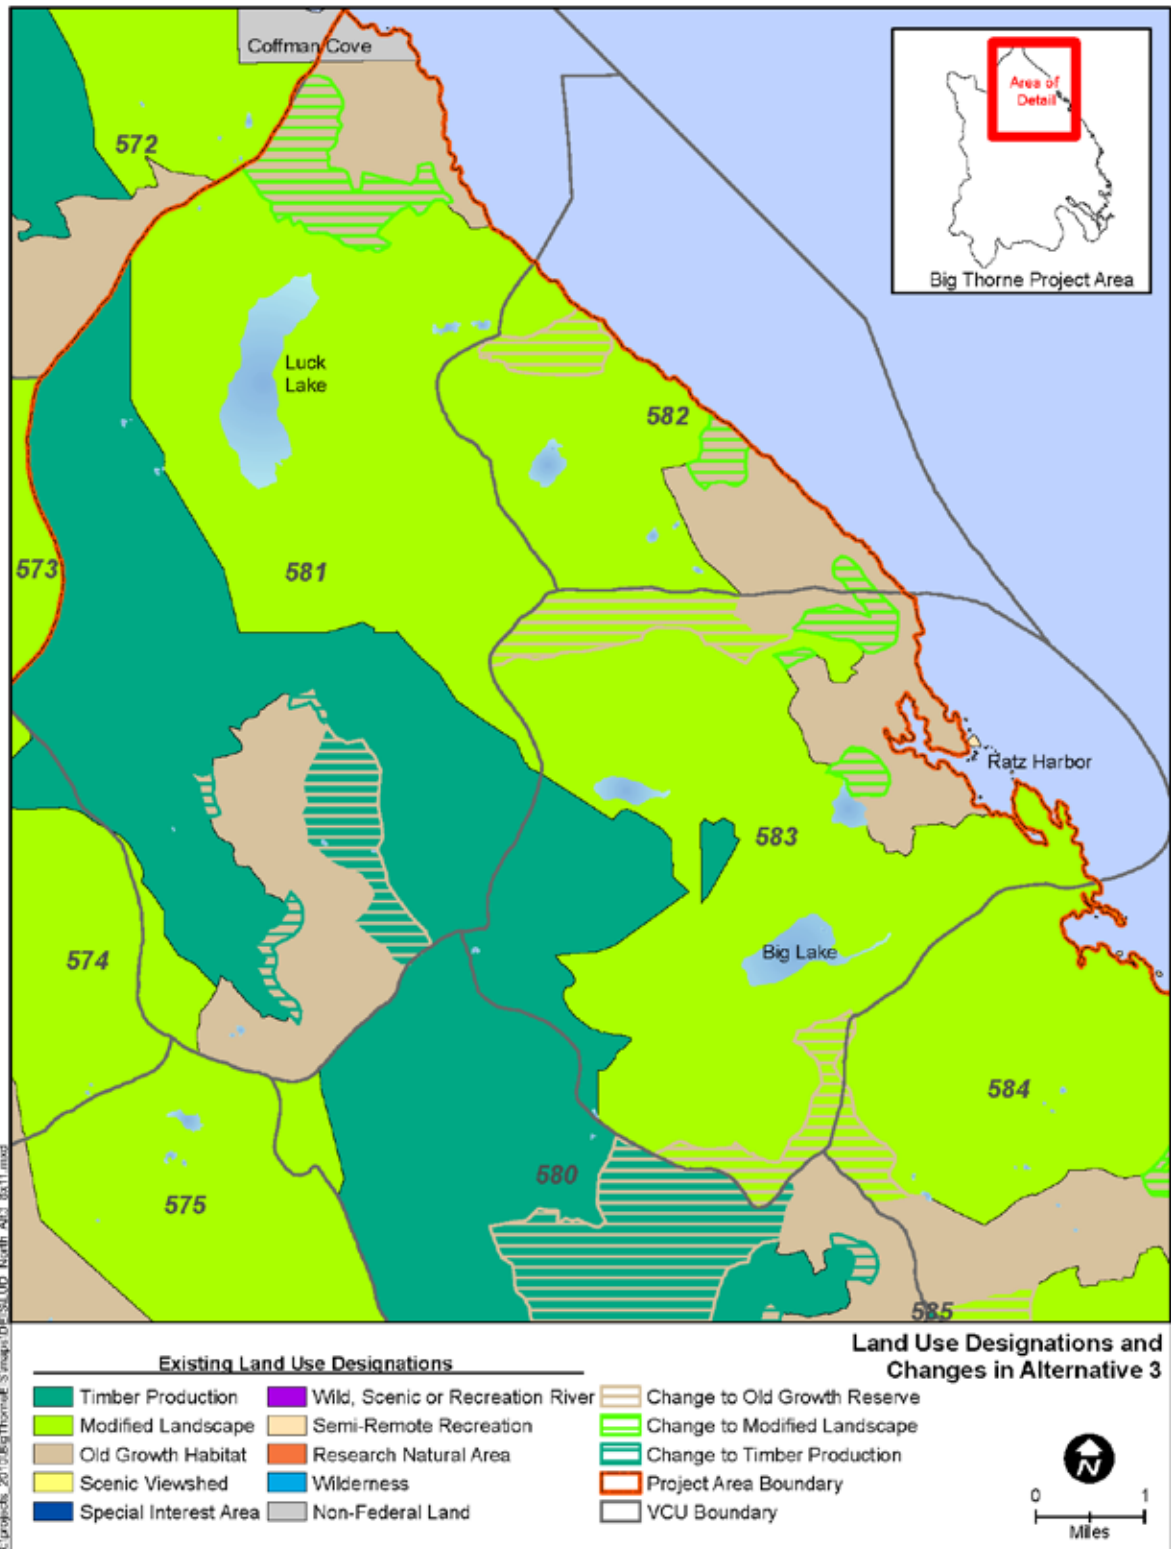 Coffman Cove
Area of
Detail
Big Thorne Project Area
572
Luck
Lake
582
573
581
Ratz Harbor
583
574
Big Lake
584
580
575
585
Land Use Designations and
Changes in Alternative 3
Existing Land Use Designations
Timber Production
Modified Landscape
Old Growth Habitat
Scenic Viewshed
Special Interest Area
Wild, Scenic or Recreation River
Semi-Remote Recreation
Research Natural Area
Wilderness
Non-Federal Land
Change to Old Growth Reserve
Change to Modified Landscape
Change to Timber Production
Project Area Boundary
VCU Boundary
N
0 1
Miles